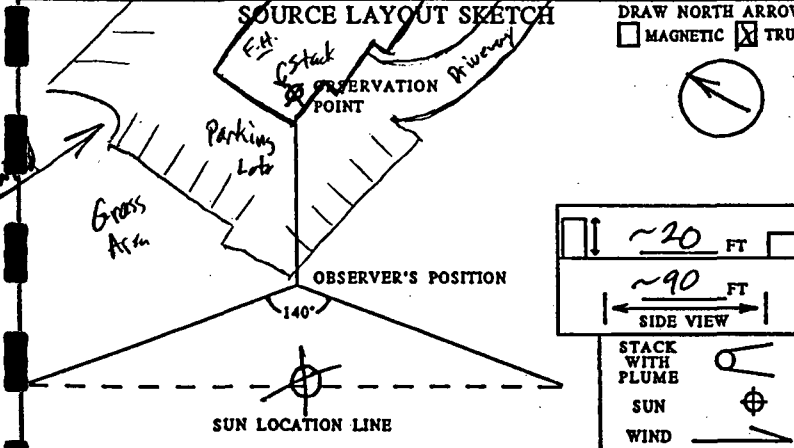 SOURCE LAYOUT SKETCH
DRAW NORTH ARROW
MAGNETIC TRU
F.H.
Stack
Driveway
OBSERVATION
POINT
Parking
Lots
Grass
Area
~20 FT
~90 FT
SIDE VIEW
OBSERVER'S POSITION
140°
STACK
WITH
PLUME
SUN
WIND
SUN LOCATION LINE